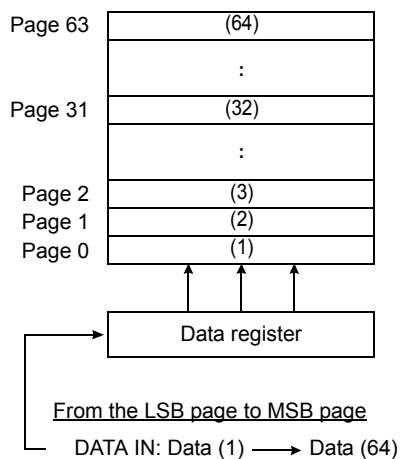 Page 63 (64)
:
Page 31 (32)
:
Page 2 (3)
Page 1 (2)
Page 0 (1)
Data register
From the LSB page to MSB page
DATA IN: Data (1) Data (64)